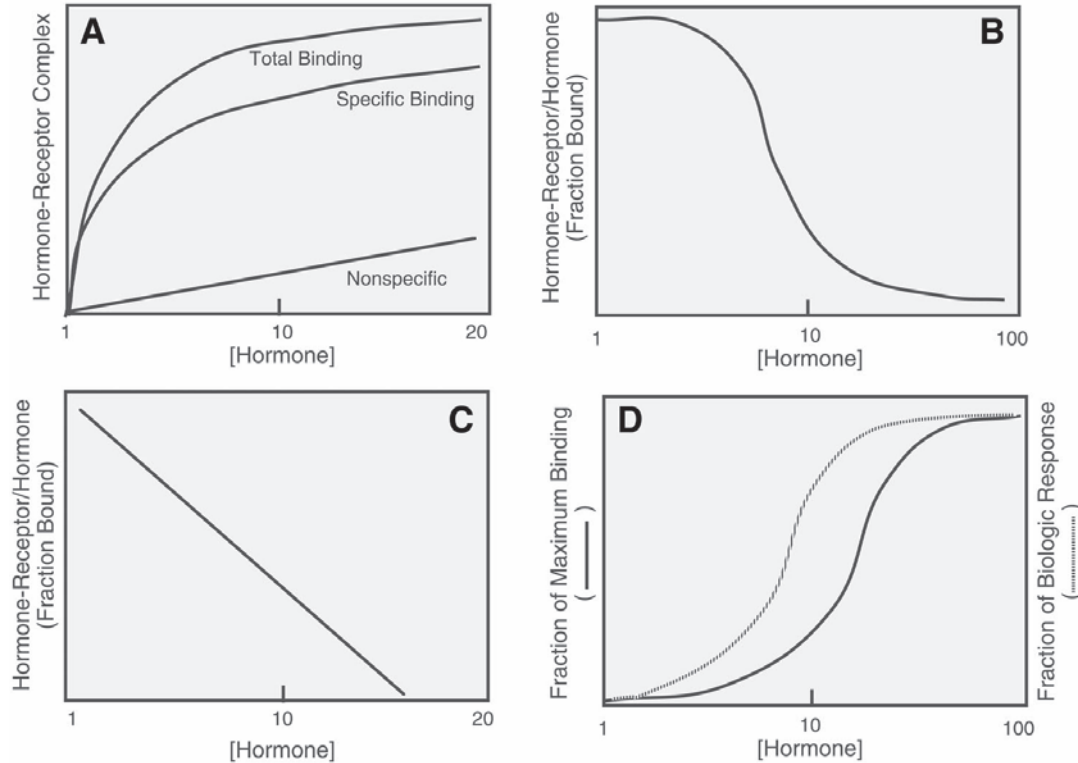 A
Hormone-Receptor Complex
Total Binding
Specific Binding
Nonspecific
1 10 20
[Hormone]
B
Hormone-Receptor/Hormone
(Fraction Bound)
1 10 100
[Hormone]
C
Hormone-Receptor/Hormone
(Fraction Bound)
1 10 20
[Hormone]
D
Fraction of Maximum Binding
( )
Fraction of Biologic Response
( )
1 10 100
[Hormone]